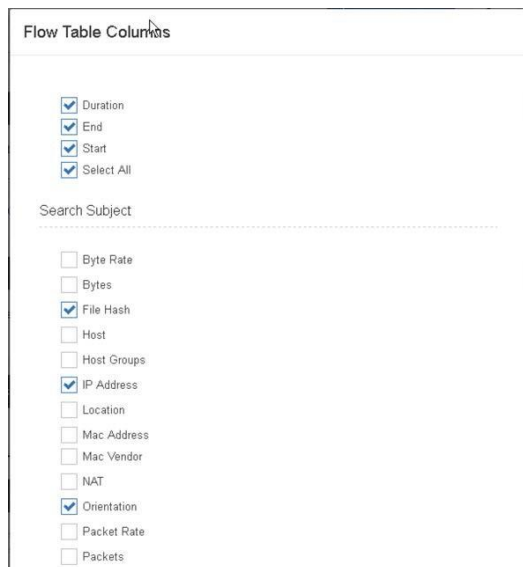 Flow Table Columns
Duration
End
Start
Select All
Search Subject
Byte Rate
Bytes
File Hash
Host
Host Groups
IP Address
Location
Mac Address
Mac Vendor
NAT
Orientation
Packet Rate
Packets